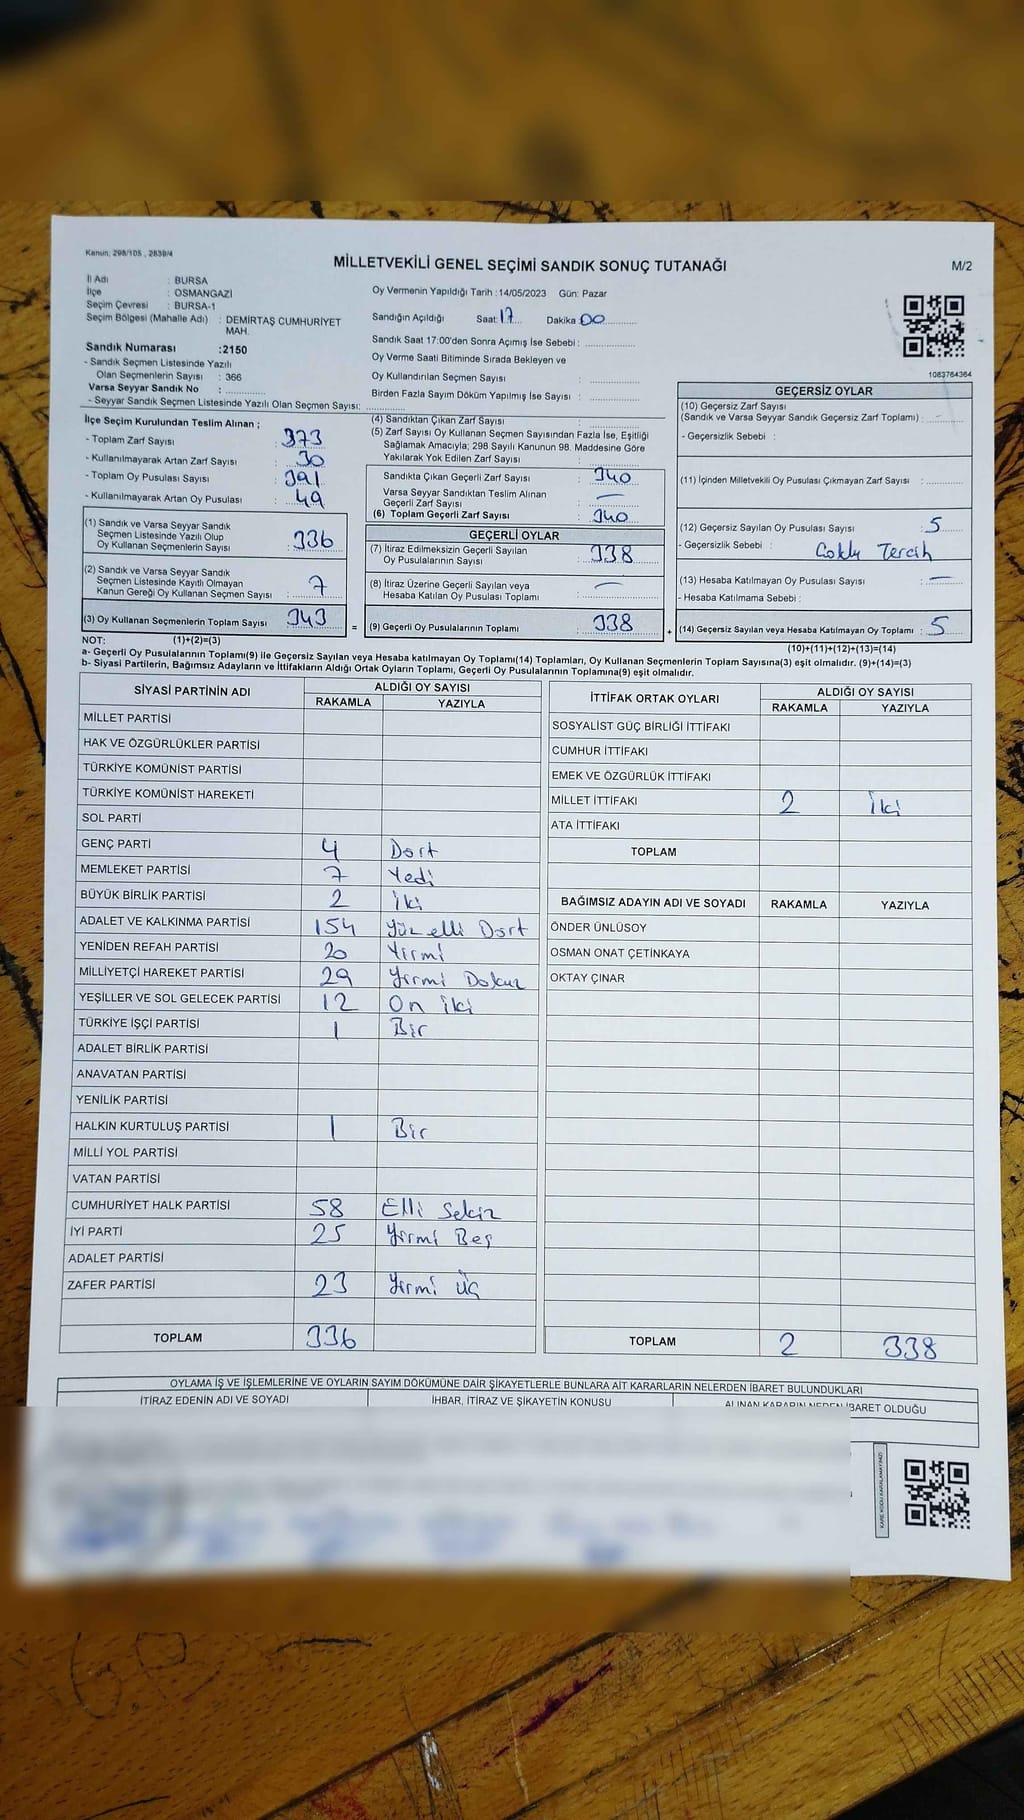 Kanun: 298/105 , 2839/4
MİLLETVEKİLİ GENEL SEÇİMİ SANDIK SONUÇ TUTANAĞI
M/2
İl Adı : BURSA
İlçe : OSMANGAZİ
Seçim Çevresi : BURSA-1
Seçim Bölgesi (Mahalle Adı) : DEMİRTAŞ CUMHURİYET
MAH.
Sandık Numarası :2150
- Sandık Seçmen Listesinde Yazılı
Olan Seçmenlerin Sayısı : 366
Varsa Seyyar Sandık No :
- Seyyar Sandık Seçmen Listesinde Yazılı Olan Seçmen Sayısı:
Oy Vermenin Yapıldığı Tarih :14/05/2023 Gün: Pazar
Sandığın Açıldığı Saat: 17 Dakika 00
Sandık Saat 17:00'den Sonra Açımış İse Sebebi :
Oy Verme Saati Bitiminde Sırada Bekleyen ve
Oy Kullandırılan Seçmen Sayısı :
Birden Fazla Sayım Döküm Yapılmış İse Sayısı :
1083764364
İlçe Seçim Kurulundan Teslim Alınan ;
- Toplam Zarf Sayısı : 373
- Kullanılmayarak Artan Zarf Sayısı : 30
- Toplam Oy Pusulası Sayısı : 391
- Kullanılmayarak Artan Oy Pusulası : 49
(1) Sandık ve Varsa Seyyar Sandık
Seçmen Listesinde Yazılı Olup
Oy Kullanan Seçmenlerin Sayısı : 336
(2) Sandık ve Varsa Seyyar Sandık
Seçmen Listesinde Kayıtlı Olmayan
Kanun Gereği Oy Kullanan Seçmen Sayısı : 7
(3) Oy Kullanan Seçmenlerin Toplam Sayısı : 343 =
(4) Sandıktan Çıkan Zarf Sayısı :
(5) Zarf Sayısı Oy Kullanan Seçmen Sayısından Fazla İse, Eşitliği
Sağlamak Amacıyla; 298 Sayılı Kanunun 98. Maddesine Göre
Yakılarak Yok Edilen Zarf Sayısı :
Sandıkta Çıkan Geçerli Zarf Sayısı : 340
Varsa Seyyar Sandıktan Teslim Alınan
Geçerli Zarf Sayısı : —
(6) Toplam Geçerli Zarf Sayısı : 340
GEÇERLİ OYLAR
(7) İtiraz Edilmeksizin Geçerli Sayılan
Oy Pusulalarının Sayısı : 338
(8) İtiraz Üzerine Geçerli Sayılan veya
Hesaba Katılan Oy Pusulası Toplamı : —
(9) Geçerli Oy Pusulalarının Toplamı : 338 +
GEÇERSİZ OYLAR
(10) Geçersiz Zarf Sayısı
(Sandık ve Varsa Seyyar Sandık Geçersiz Zarf Toplamı) :
- Geçersizlik Sebebi :
(11) İçinden Milletvekili Oy Pusulası Çıkmayan Zarf Sayısı :
(12) Geçersiz Sayılan Oy Pusulası Sayısı : 5
- Geçersizlik Sebebi : Coklu Tercih
(13) Hesaba Katılmayan Oy Pusulası Sayısı : —
- Hesaba Katılmama Sebebi :
(14) Geçersiz Sayılan veya Hesaba Katılmayan Oy Toplamı : 5
NOT: (1)+(2)=(3)
(10)+(11)+(12)+(13)=(14)
a- Geçerli Oy Pusulalarının Toplamı(9) ile Geçersiz Sayılan veya Hesaba katılmayan Oy Toplamı(14) Toplamları, Oy Kullanan Seçmenlerin Toplam Sayısına(3) eşit olmalıdır. (9)+(14)=(3)
b- Siyasi Partilerin, Bağımsız Adayların ve İttifakların Aldığı Ortak Oyların Toplamı, Geçerli Oy Pusulalarının Toplamına(9) eşit olmalıdır.
SİYASİ PARTİNİN ADI
ALDIĞI OY SAYISI
RAKAMLA YAZIYLA
MİLLET PARTİSİ
HAK VE ÖZGÜRLÜKLER PARTİSİ
TÜRKİYE KOMÜNİST PARTİSİ
TÜRKİYE KOMÜNİST HAREKETİ
SOL PARTİ
GENÇ PARTİ 4 Dort
MEMLEKET PARTİSİ 7 Yedi
BÜYÜK BİRLİK PARTİSİ 2 İki
ADALET VE KALKINMA PARTİSİ 154 Yüz elli Dort
YENİDEN REFAH PARTİSİ 20 Yirmi
MİLLİYETÇİ HAREKET PARTİSİ 29 Yirmi Dokuz
YEŞİLLER VE SOL GELECEK PARTİSİ 12 On iki
TÜRKİYE İŞÇİ PARTİSİ 1 Bir
ADALET BİRLİK PARTİSİ
ANAVATAN PARTİSİ
YENİLİK PARTİSİ
HALKIN KURTULUŞ PARTİSİ 1 Bir
MİLLİ YOL PARTİSİ
VATAN PARTİSİ
CUMHURİYET HALK PARTİSİ 58 Elli Sekiz
İYİ PARTİ 25 Yirmi Beş
ADALET PARTİSİ
ZAFER PARTİSİ 23 Yirmi Üç
TOPLAM 336
İTTİFAK ORTAK OYLARI
ALDIĞI OY SAYISI
RAKAMLA YAZIYLA
SOSYALİST GÜÇ BİRLİĞİ İTTİFAKI
CUMHUR İTTİFAKI
EMEK VE ÖZGÜRLÜK İTTİFAKI
MİLLET İTTİFAKI 2 İki
ATA İTTİFAKI
TOPLAM
BAĞIMSIZ ADAYIN ADI VE SOYADI RAKAMLA YAZIYLA
ÖNDER ÜNLÜSOY
OSMAN ONAT ÇETİNKAYA
OKTAY ÇINAR
TOPLAM 2 338
OYLAMA İŞ VE İŞLEMLERİNE VE OYLARIN SAYIM DÖKÜMÜNE DAİR ŞİKAYETLERLE BUNLARA AİT KARARLARIN NELERDEN İBARET BULUNDUKLARI
İTİRAZ EDENİN ADI VE SOYADI
İHBAR, İTİRAZ VE ŞİKAYETİN KONUSU
ALINAN KARARIN NEDEN İBARET OLDUĞU
KARE KODU KARALAMAYINIZ!